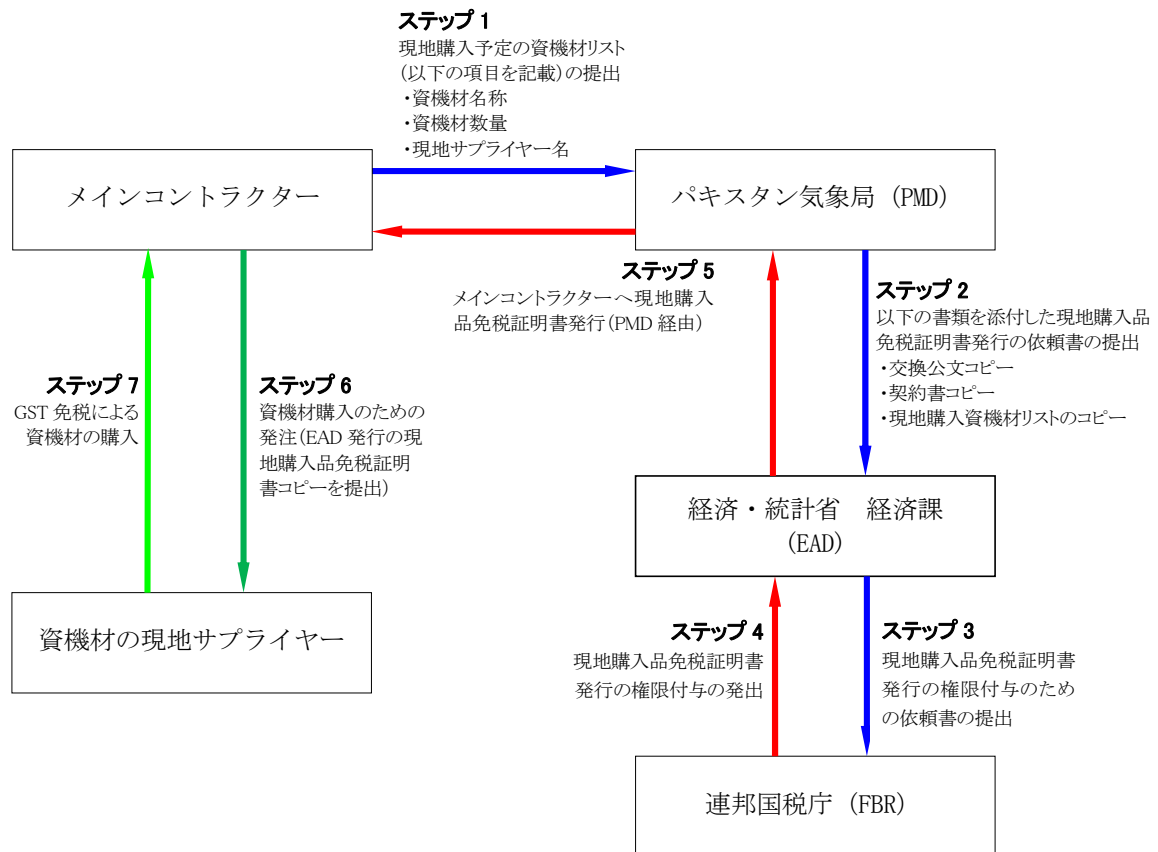 ステップ 1
現地購入予定の資機材リスト
(以下の項目を記載)の提出
・資機材名称
・資機材数量
・現地サプライヤー名
メインコントラクター
パキスタン気象局 (PMD)
ステップ 5
メインコントラクターへ現地購入
品免税証明書発行(PMD 経由)
ステップ 2
以下の書類を添付した現地購入品
免税証明書発行の依頼書の提出
・交換公文コピー
・契約書コピー
・現地購入資機材リストのコピー
ステップ 7
GST 免税による
資機材の購入
ステップ 6
資機材購入のための
発注(EAD 発行の現
地購入品免税証明
書コピーを提出)
経済・統計省　経済課
(EAD)
資機材の現地サプライヤー
ステップ 4
現地購入品免税証明書
発行の権限付与の発出
ステップ 3
現地購入品免税証明書
発行の権限付与のため
の依頼書の提出
連邦国税庁 (FBR)